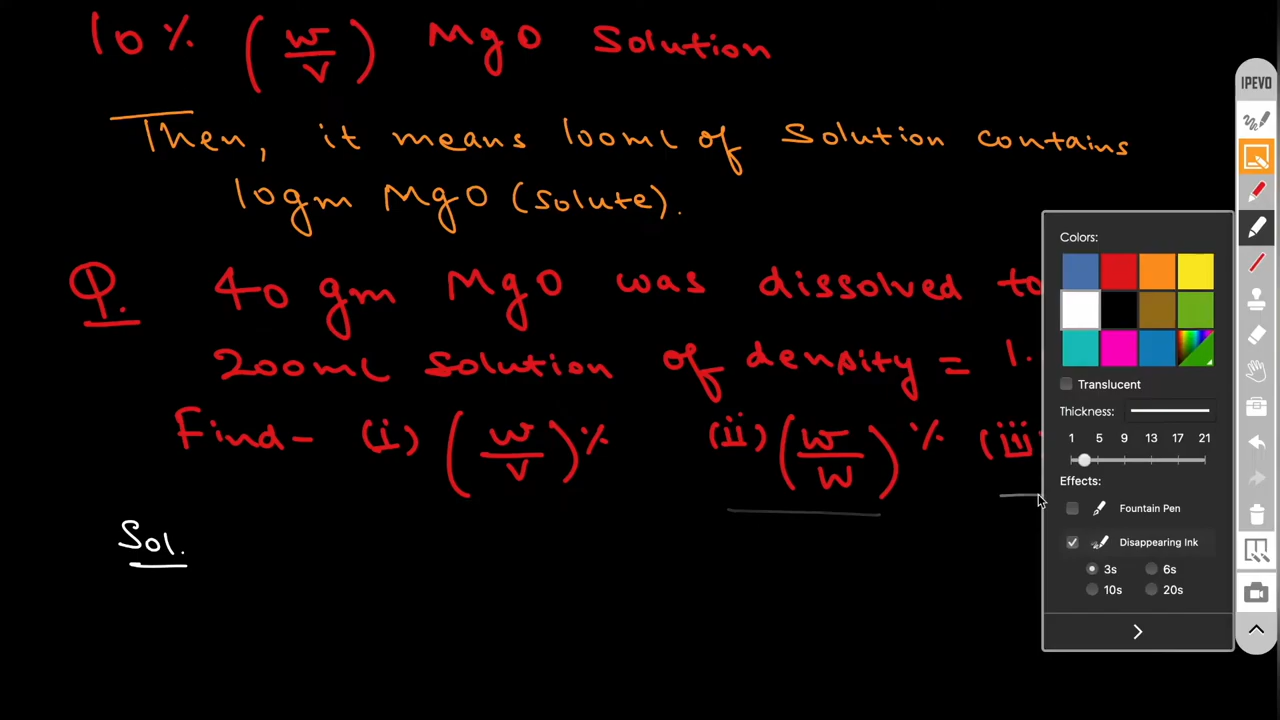 10% (w/v) MgO Solution
Then, it means 100ml of Solution contains
10gm MgO (solute).
Q. 40 gm MgO was dissolved to
200ml solution of density = 1.
Find- (i) (w/v)% (ii) (w/W)% (iii)
Sol.
IPEVO
Colors:
Translucent
Thickness:
1 5 9 13 17 21
Effects:
Fountain Pen
Disappearing Ink
3s 6s
10s 20s